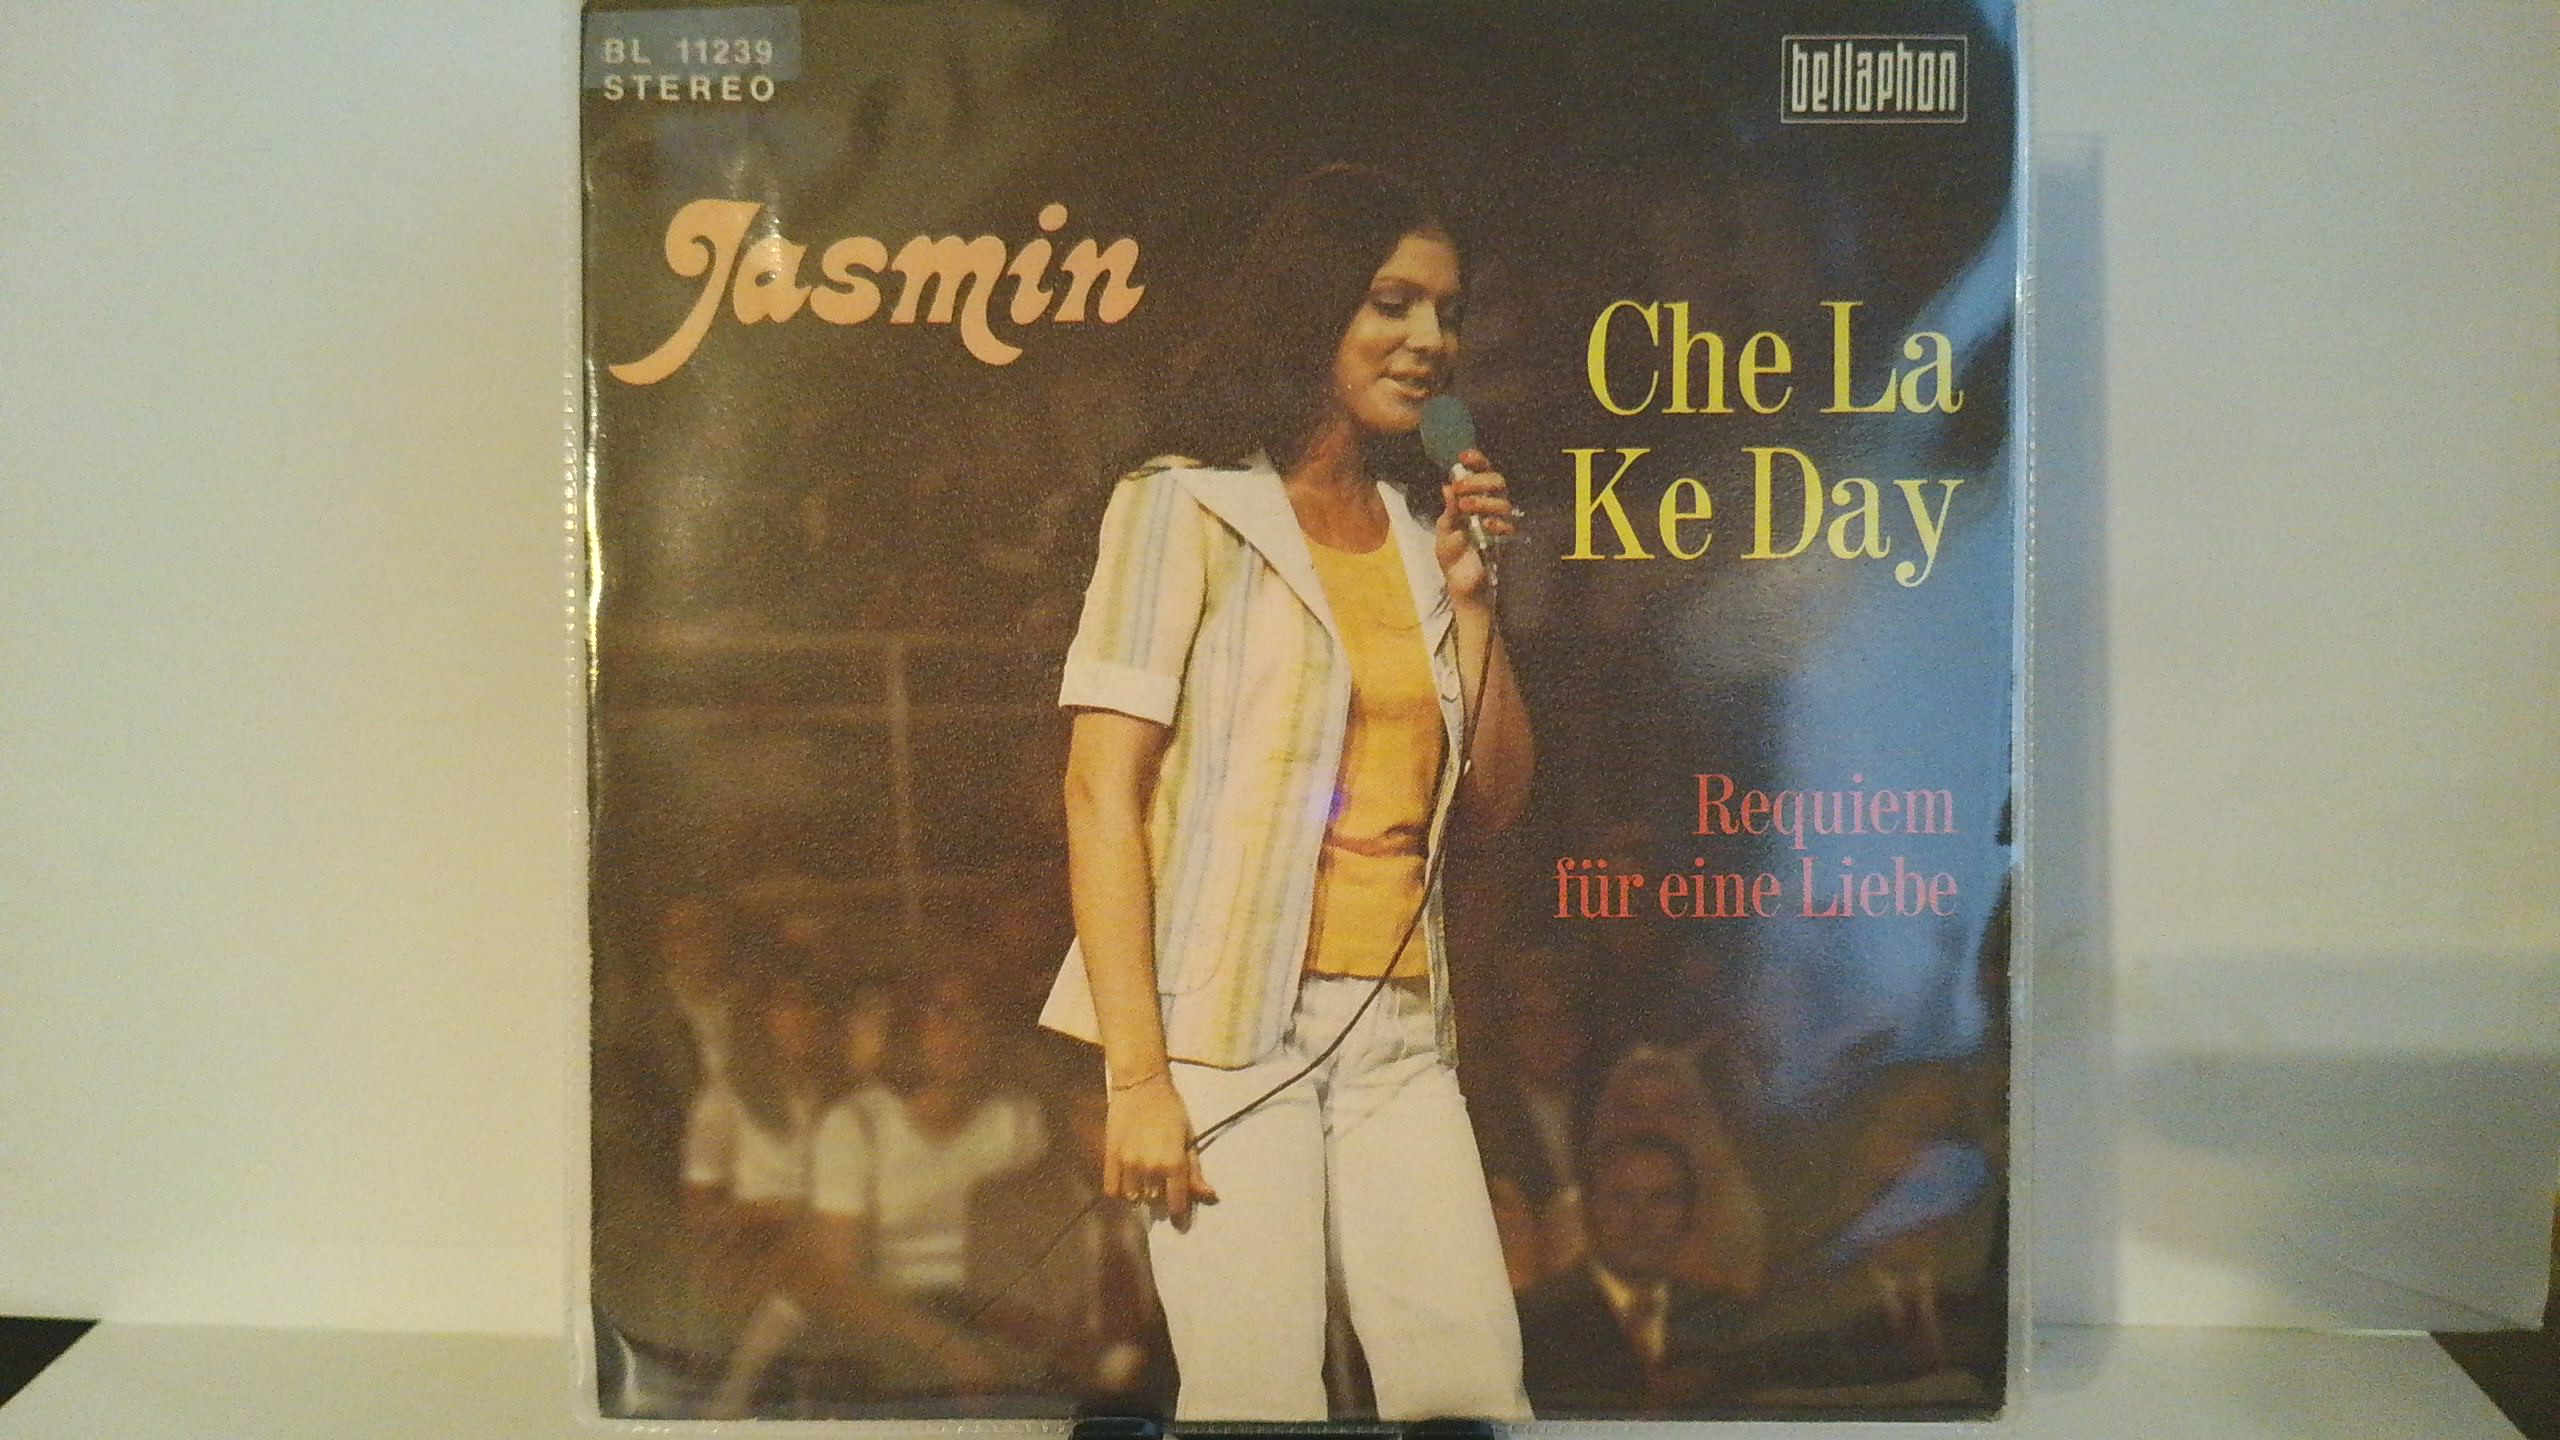 BL 11239
STEREO
bellaphon
Jasmin
Che La
Ke Day
Requiem
für eine Liebe